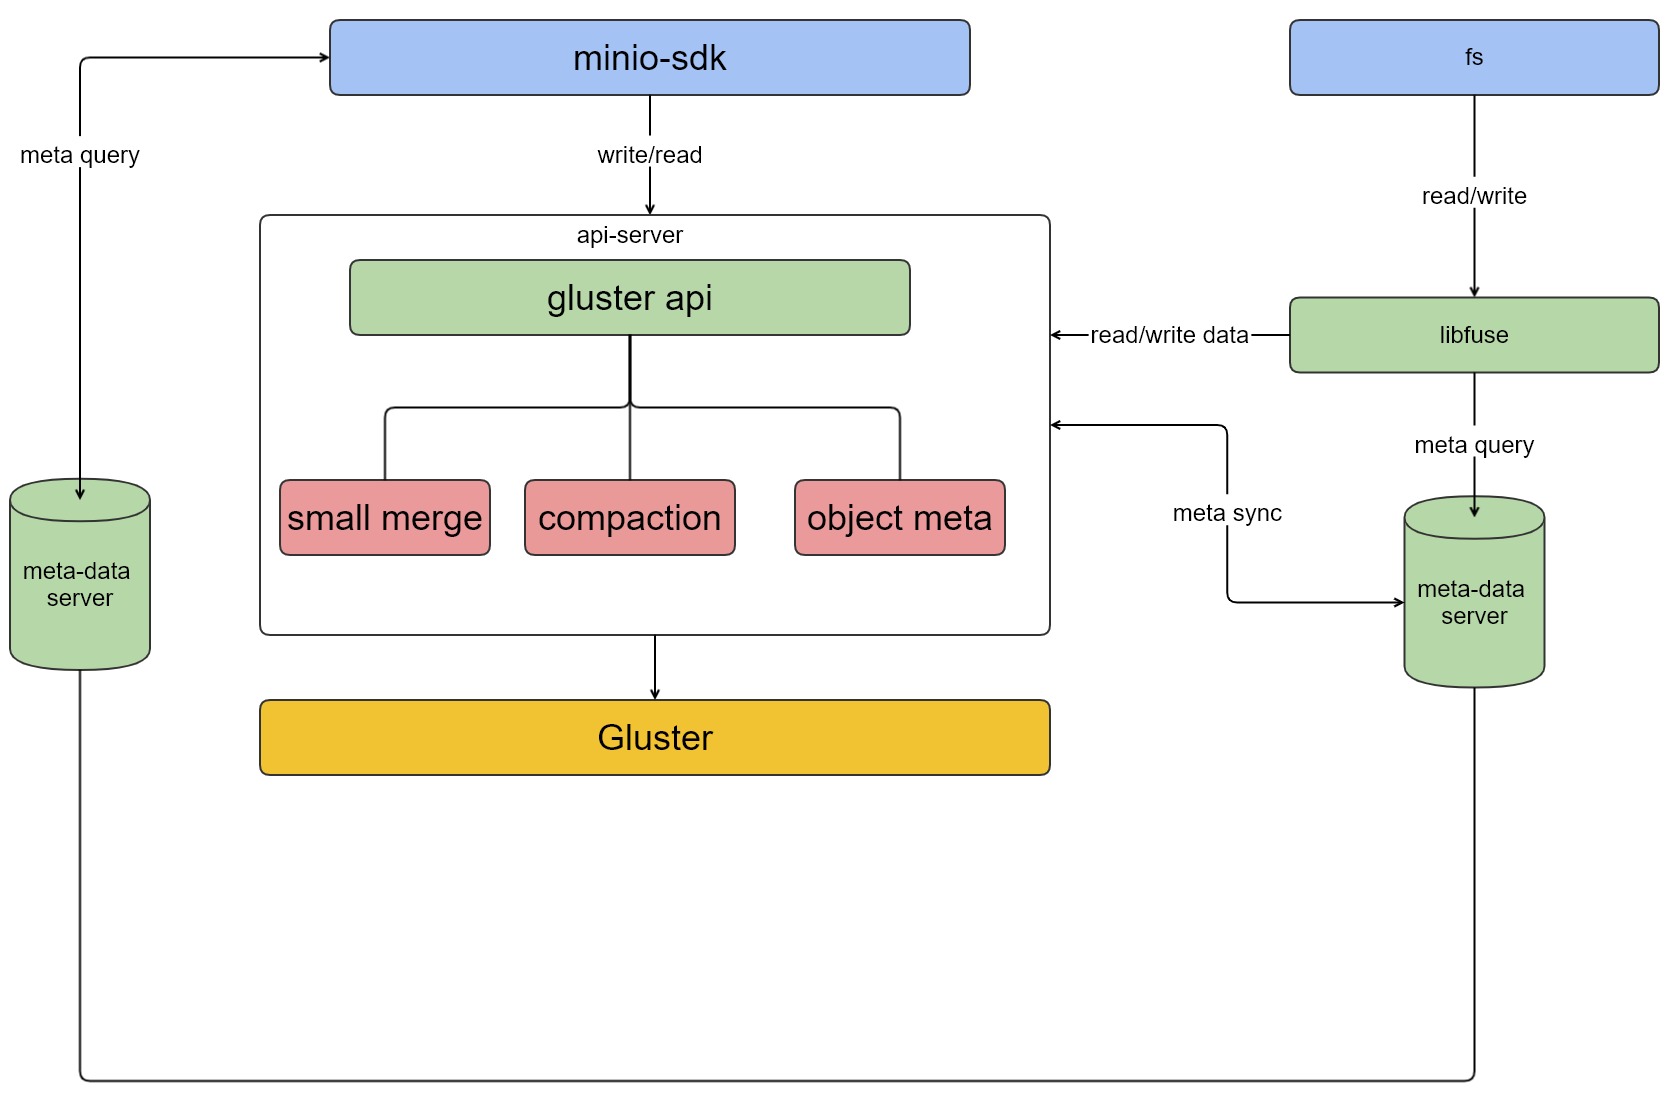 minio-sdk
fs
meta query
write/read
read/write
api-server
gluster api
read/write data
libfuse
meta query
small merge
compaction
object meta
meta sync
meta-data
server
meta-data
server
Gluster